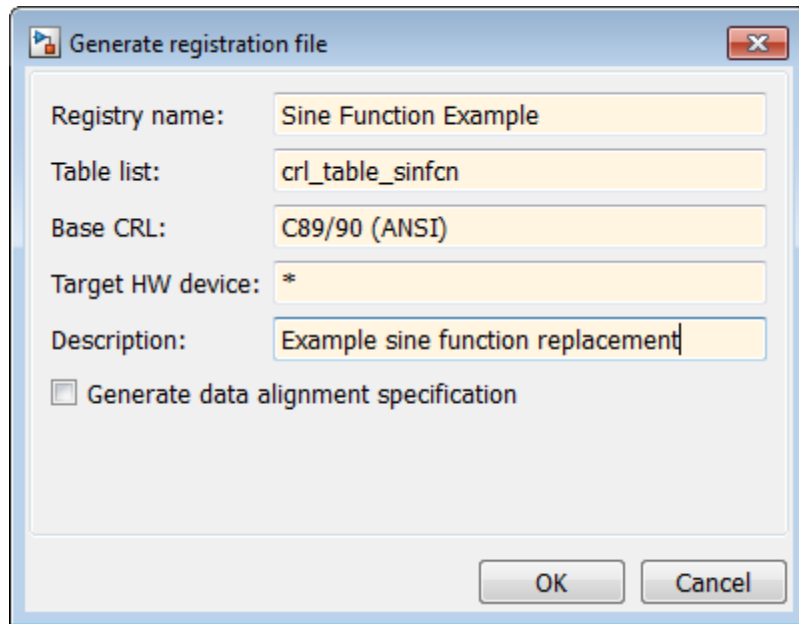 Generate registration file
Registry name: Sine Function Example
Table list: crl_table_sinfcn
Base CRL: C89/90 (ANSI)
Target HW device: *
Description: Example sine function replacement
Generate data alignment specification
OK Cancel